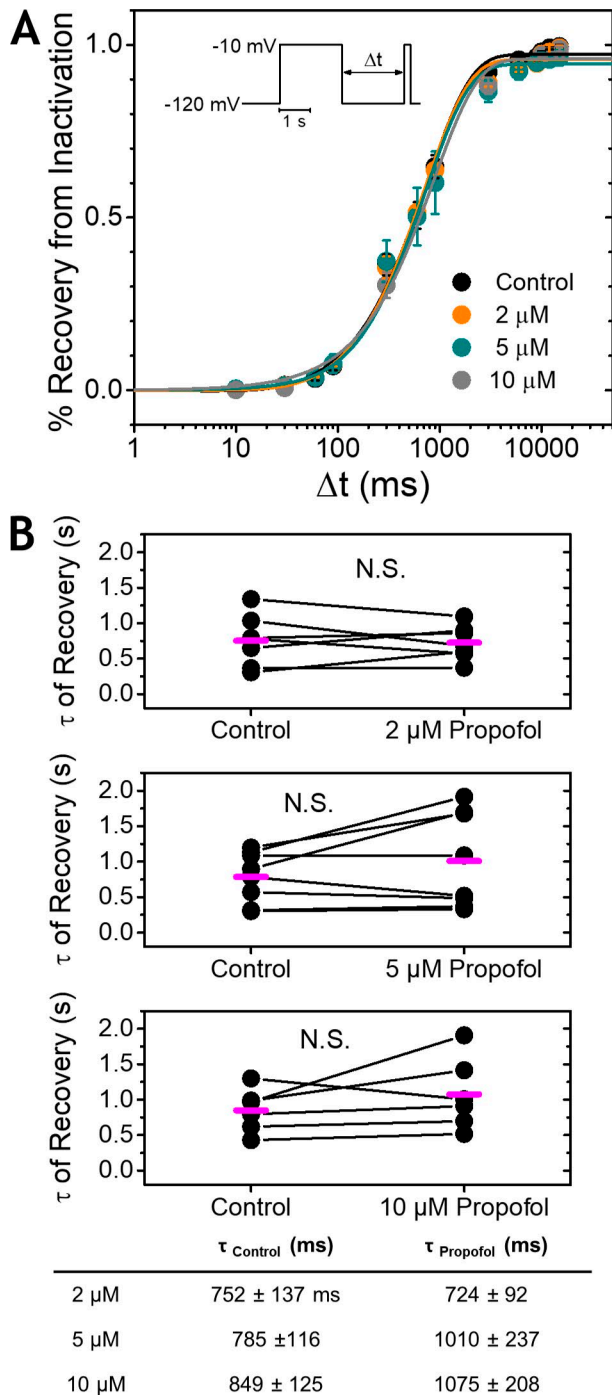 A
% Recovery from Inactivation
1.0
0.5
0.0
-10 mV
Δt
-120 mV
1 s
Control
2 μM
5 μM
10 μM
1 10 100 1000 10000
Δt (ms)
B
τ of Recovery (s)
2.0
1.5
1.0
0.5
0.0
N.S.
Control 2 μM Propofol
τ of Recovery (s)
2.0
1.5
1.0
0.5
0.0
N.S.
Control 5 μM Propofol
τ of Recovery (s)
2.0
1.5
1.0
0.5
0.0
N.S.
Control 10 μM Propofol
τ Control (ms) τ Propofol (ms)
2 μM 752 ± 137 ms 724 ± 92
5 μM 785 ±116 1010 ± 237
10 μM 849 ± 125 1075 ± 208